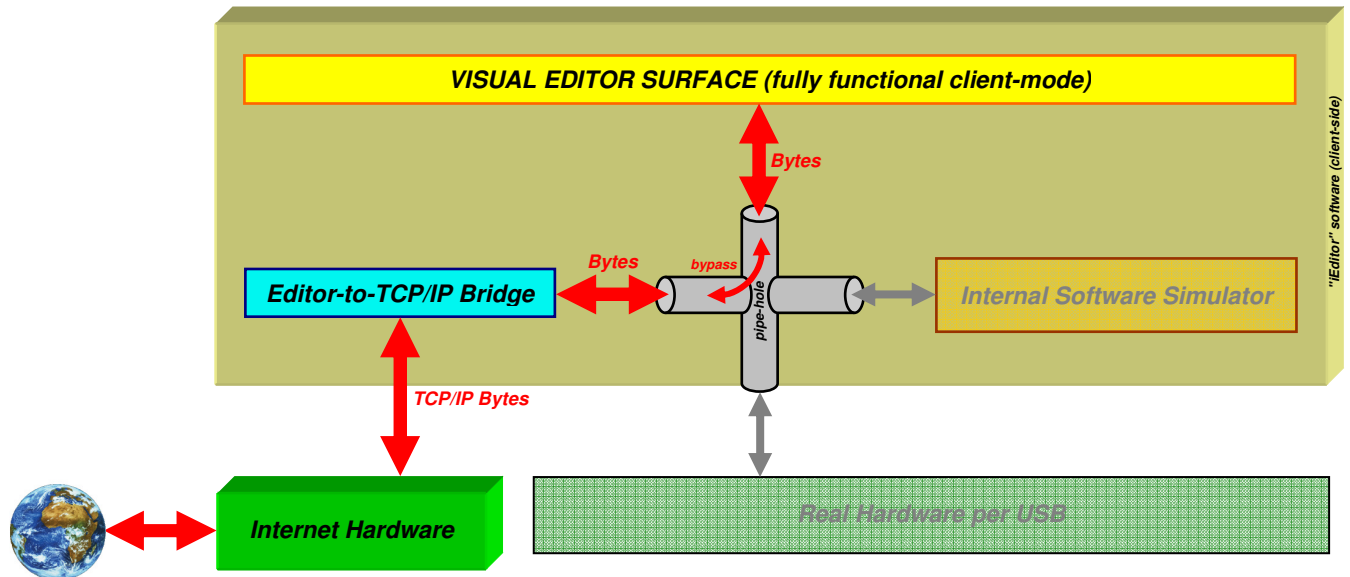 VISUAL EDITOR SURFACE (fully functional client-mode)
"iEditor" software (client-side)
Bytes
Bytes
bypass
Editor-to-TCP/IP Bridge
pipe-hole
Internal Software Simulator
TCP/IP Bytes
Internet Hardware
Real Hardware per USB